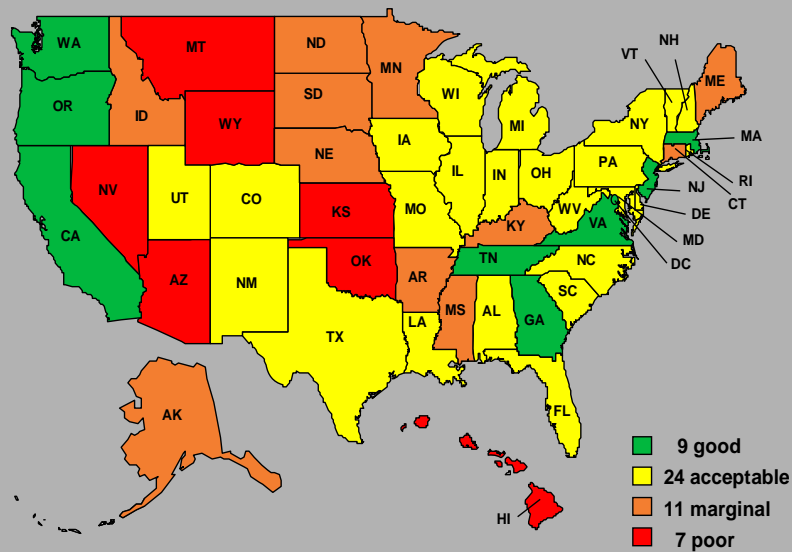 NH
VT
WA
MT
ND
MN
ME
OR
ID
SD
WI
MI
NY
MA
WY
IA
NE
PA
RI
NV
UT
CO
IL
IN
OH
NJ
CT
CA
KS
MO
WV
VA
DE
KY
MD
AZ
NM
OK
AR
TN
NC
DC
SC
MS
AL
GA
LA
TX
FL
AK
HI
9 good
24 acceptable
11 marginal
7 poor